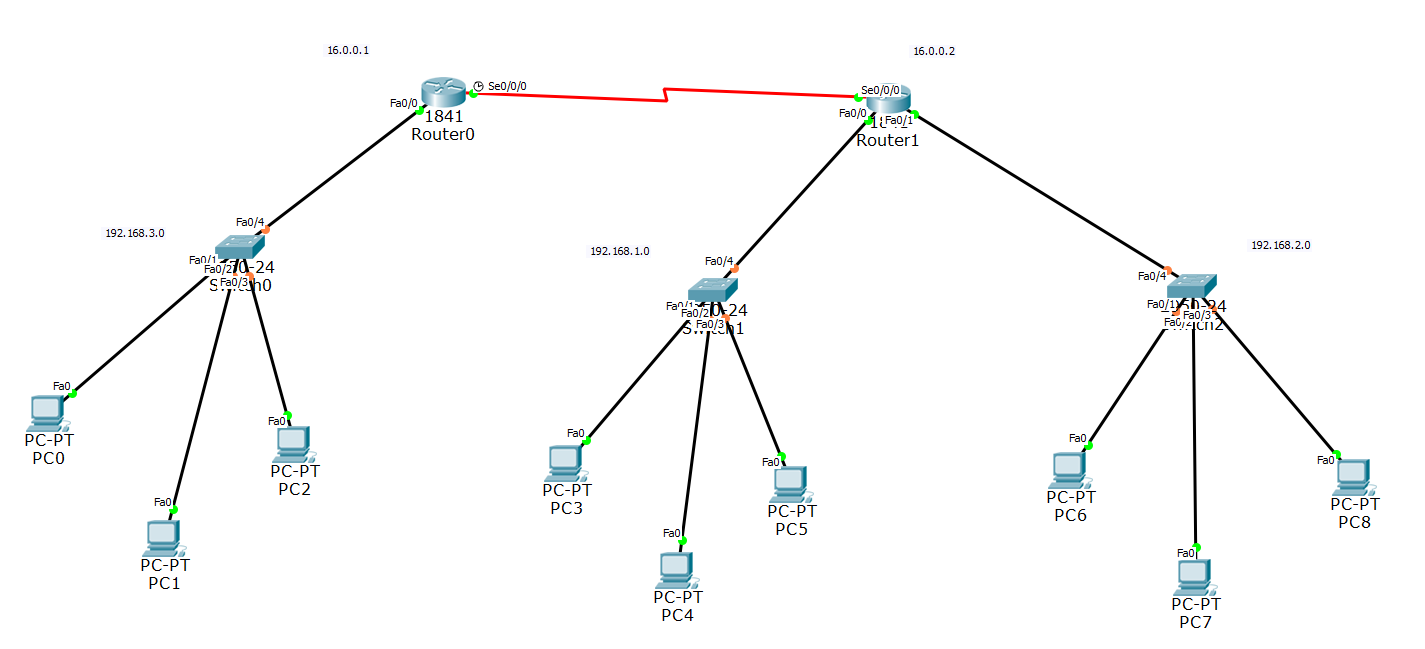 16.0.0.1
16.0.0.2
Se0/0/0
Se0/0/0
Fa0/0
1841
Router0
Fa0/0
Fa0/1
Router1
Fa0/4
192.168.3.0
Fa0/1
Fa0/2
Fa0/3
Switch0
192.168.1.0
Fa0/4
Fa0/2
Fa0/3
192.168.2.0
Fa0/4
Fa0/1
Fa0/3
Fa0
PC-PT
PC0
Fa0
PC-PT
PC2
Fa0
PC-PT
PC1
Fa0
PC-PT
PC3
Fa0
PC-PT
PC5
Fa0
PC-PT
PC4
Fa0
PC-PT
PC6
Fa0
PC-PT
PC8
Fa0
PC-PT
PC7